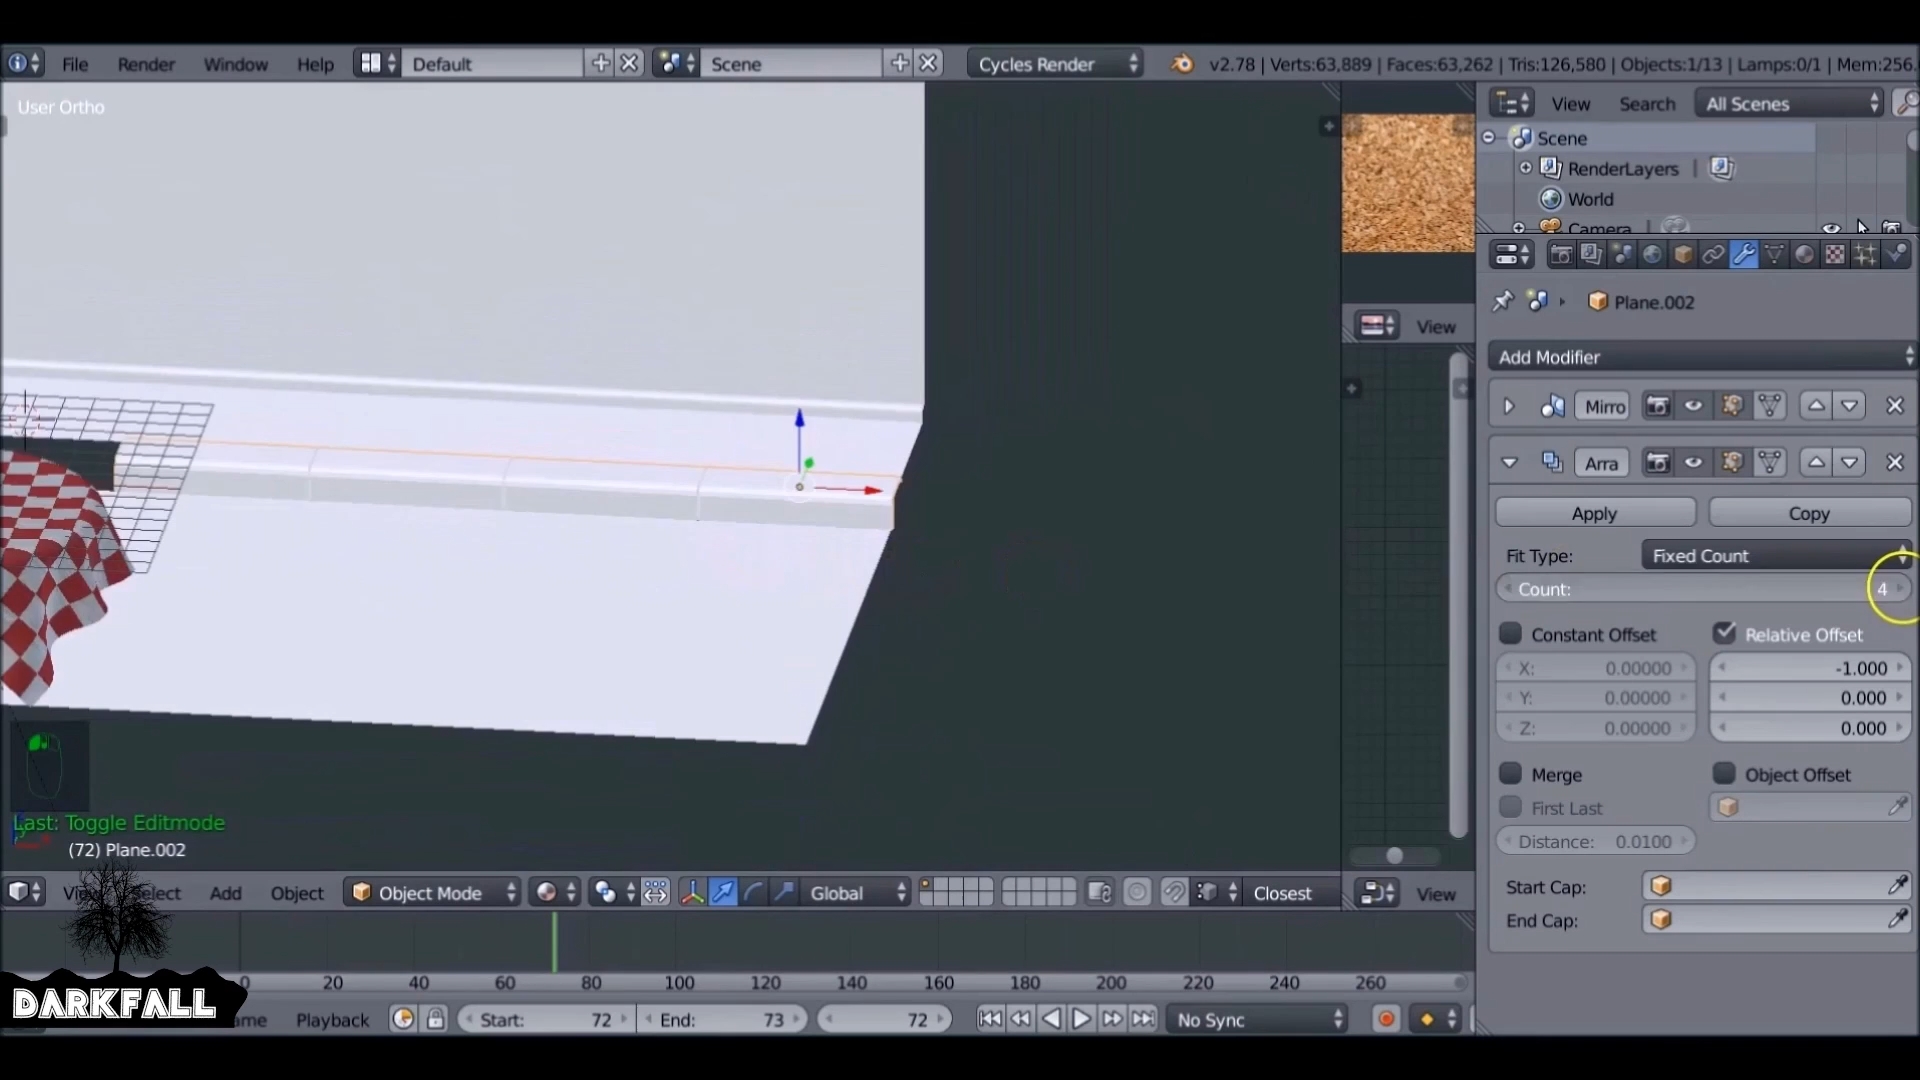 File Render Window Help Default Scene Cycles Render v2.78 | Verts:63,889 | Faces:63,262 | Tris:126,580 | Objects:1/13 | Lamps:0/1 | Mem:256.
User Ortho
View Search All Scenes
Scene
RenderLayers |
World
Camera |
Plane.002
View
Add Modifier
Mirro
Arra
Apply Copy
Fit Type: Fixed Count
Count: 4
Constant Offset Relative Offset
X: 0.00000 -1.000
Y: 0.00000 0.000
Z: 0.00000 0.000
Merge Object Offset
First Last
Distance: 0.0100
Start Cap:
End Cap:
Last: Toggle Editmode
(72) Plane.002
Add Object Object Mode Global Closest View
0 20 40 60 80 100 120 140 160 180 200 220 240 260
DARKFALL
Playback Start: 72 End: 73 72 No Sync